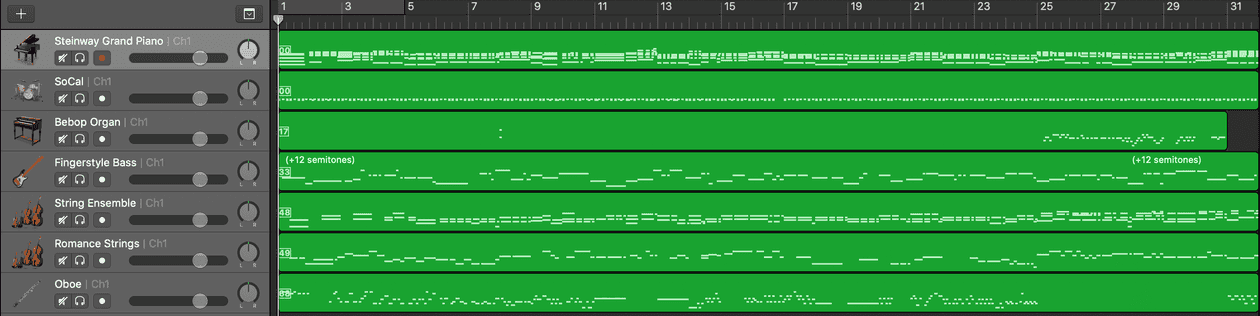 1 3 5 7 9 11 13 15 17 19 21 23 25 27 29 31
Steinway Grand Piano | Ch1
L R
00
SoCal | Ch1
L R
00
Bebop Organ | Ch1
L R
17
Fingerstyle Bass | Ch1
L R
(+12 semitones) (+12 semitones)
33
String Ensemble | Ch1
L R
48
Romance Strings | Ch1
L R
49
Oboe | Ch1
L R